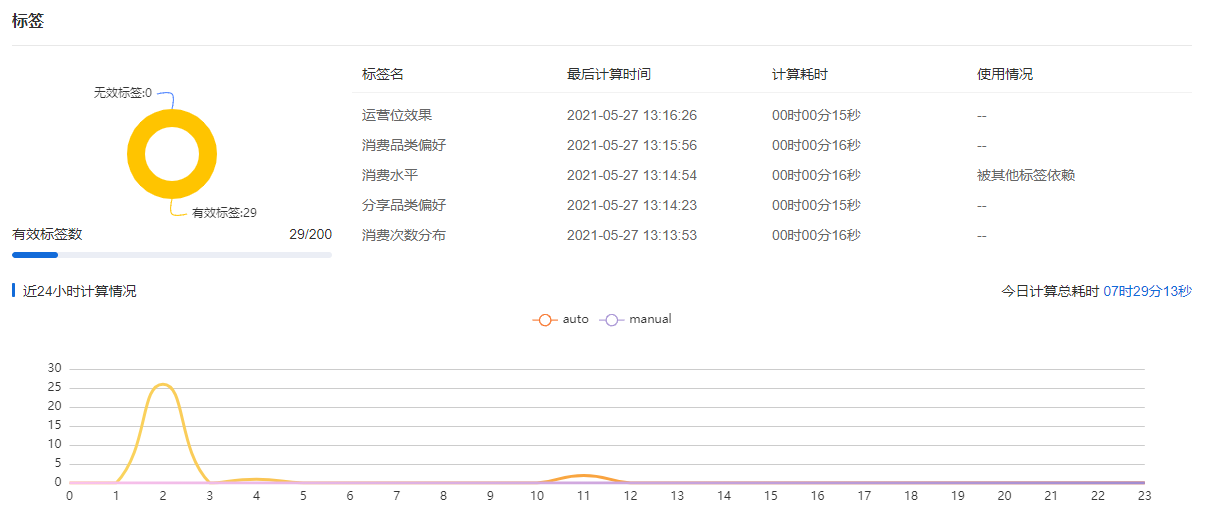 标签
无效标签:0
有效标签:29
有效标签数 29/200
标签名 最后计算时间 计算耗时 使用情况
运营位效果 2021-05-27 13:16:26 00时00分15秒 --
消费品类偏好 2021-05-27 13:15:56 00时00分16秒 --
消费水平 2021-05-27 13:14:54 00时00分16秒 被其他标签依赖
分享品类偏好 2021-05-27 13:14:23 00时00分15秒 --
消费次数分布 2021-05-27 13:13:53 00时00分16秒 --
近24小时计算情况 今日计算总耗时 07时29分13秒
auto manual
30
25
20
15
10
5
0
0 1 2 3 4 5 6 7 8 9 10 11 12 13 14 15 16 17 18 19 20 21 22 23